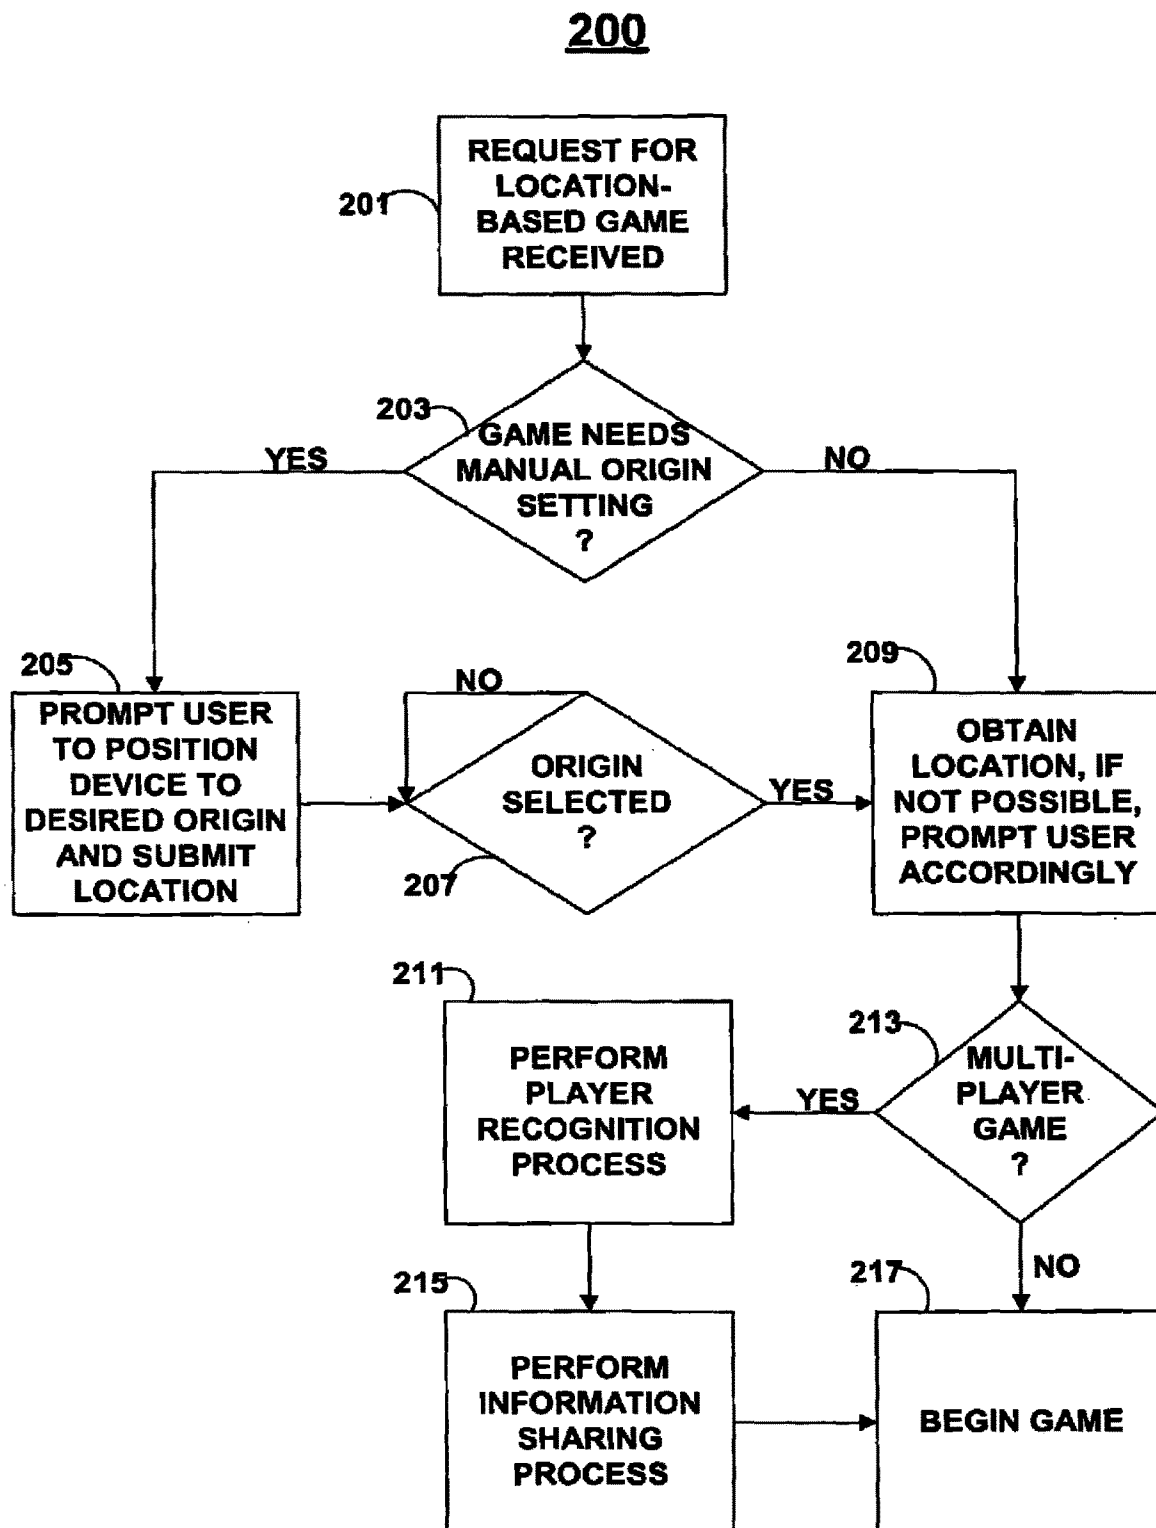 200
REQUEST FOR
LOCATION-
BASED GAME
RECEIVED
201
203
GAME NEEDS
MANUAL ORIGIN
SETTING
?
YES
NO
205
PROMPT USER
TO POSITION
DEVICE TO
DESIRED ORIGIN
AND SUBMIT
LOCATION
NO
ORIGIN
SELECTED
?
207
YES
209
OBTAIN
LOCATION, IF
NOT POSSIBLE,
PROMPT USER
ACCORDINGLY
211
PERFORM
PLAYER
RECOGNITION
PROCESS
YES
213
MULTI-
PLAYER
GAME
?
NO
215
PERFORM
INFORMATION
SHARING
PROCESS
217
BEGIN GAME